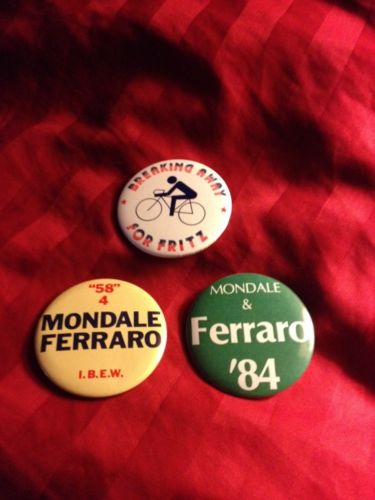 BREAKING AWAY
FOR FRITZ
"58"
4
MONDALE
FERRARO
I.B.E.W.
MONDALE
&
Ferraro
'84